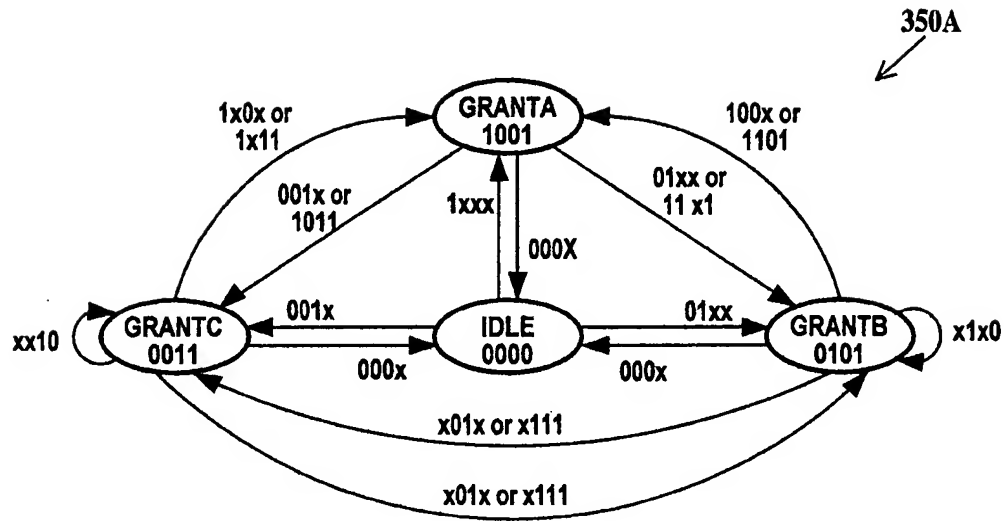 350A
GRANTA
1001
1x0x or
1x11
100x or
1101
001x or
1011
1xxx
000X
01xx or
11 x1
GRANTC
0011
xx10
001x
000x
IDLE
0000
01xx
000x
GRANTB
0101
x1x0
x01x or x111
x01x or x111